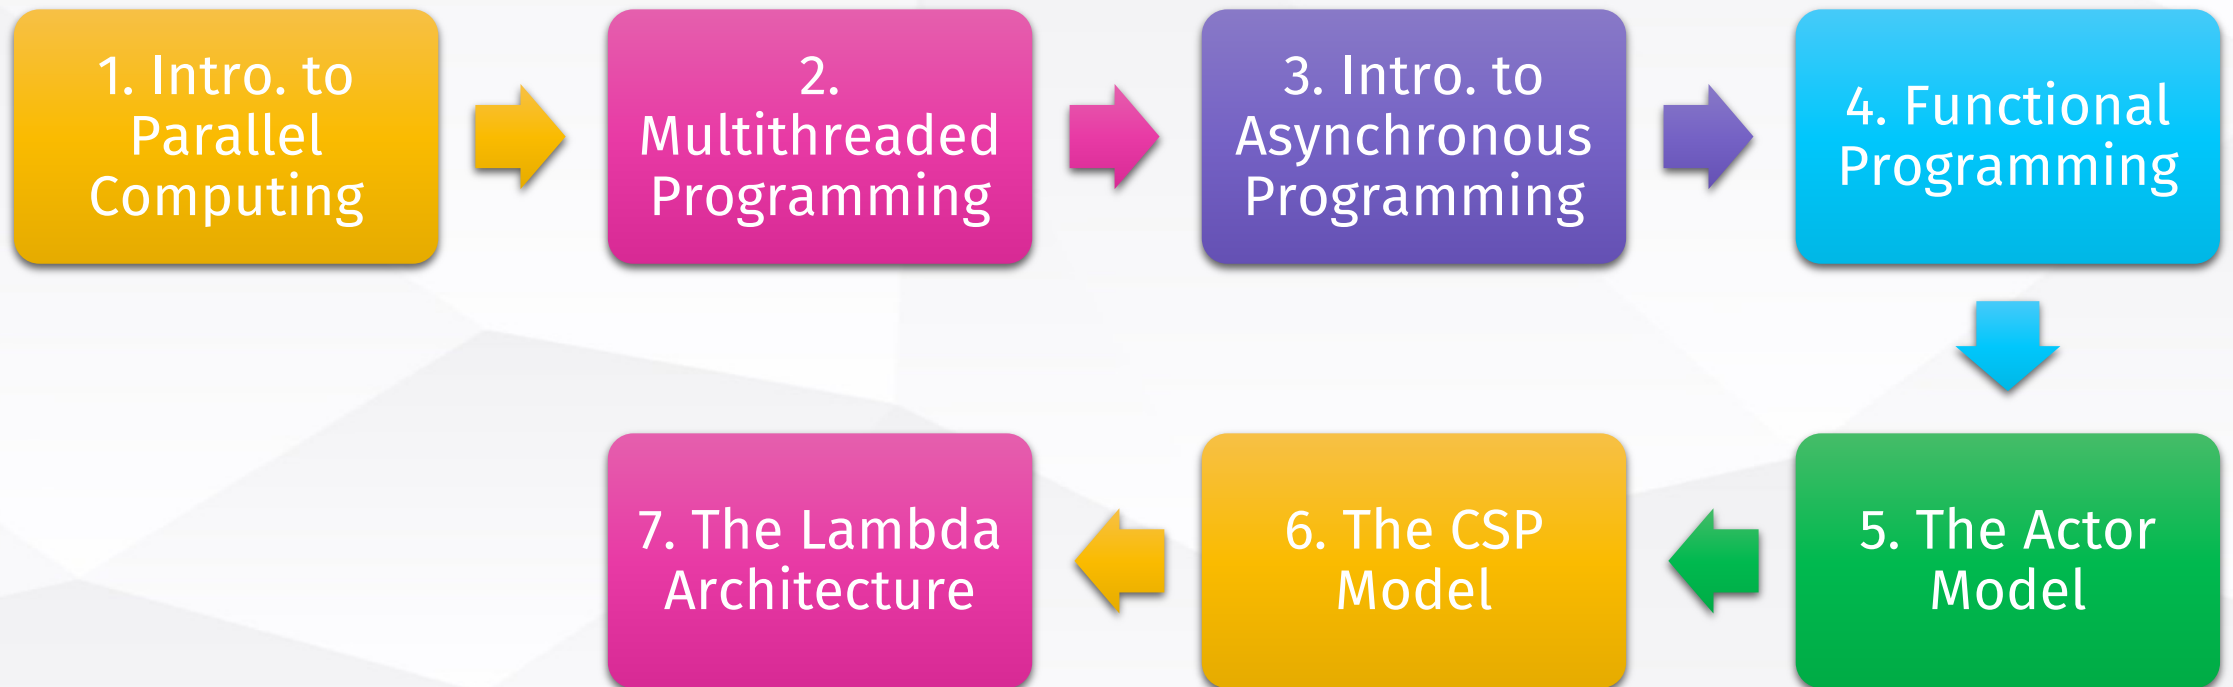 1. Intro. to
Parallel
Computing
2.
Multithreaded
Programming
3. Intro. to
Asynchronous
Programming
4. Functional
Programming
5. The Actor
Model
6. The CSP
Model
7. The Lambda
Architecture